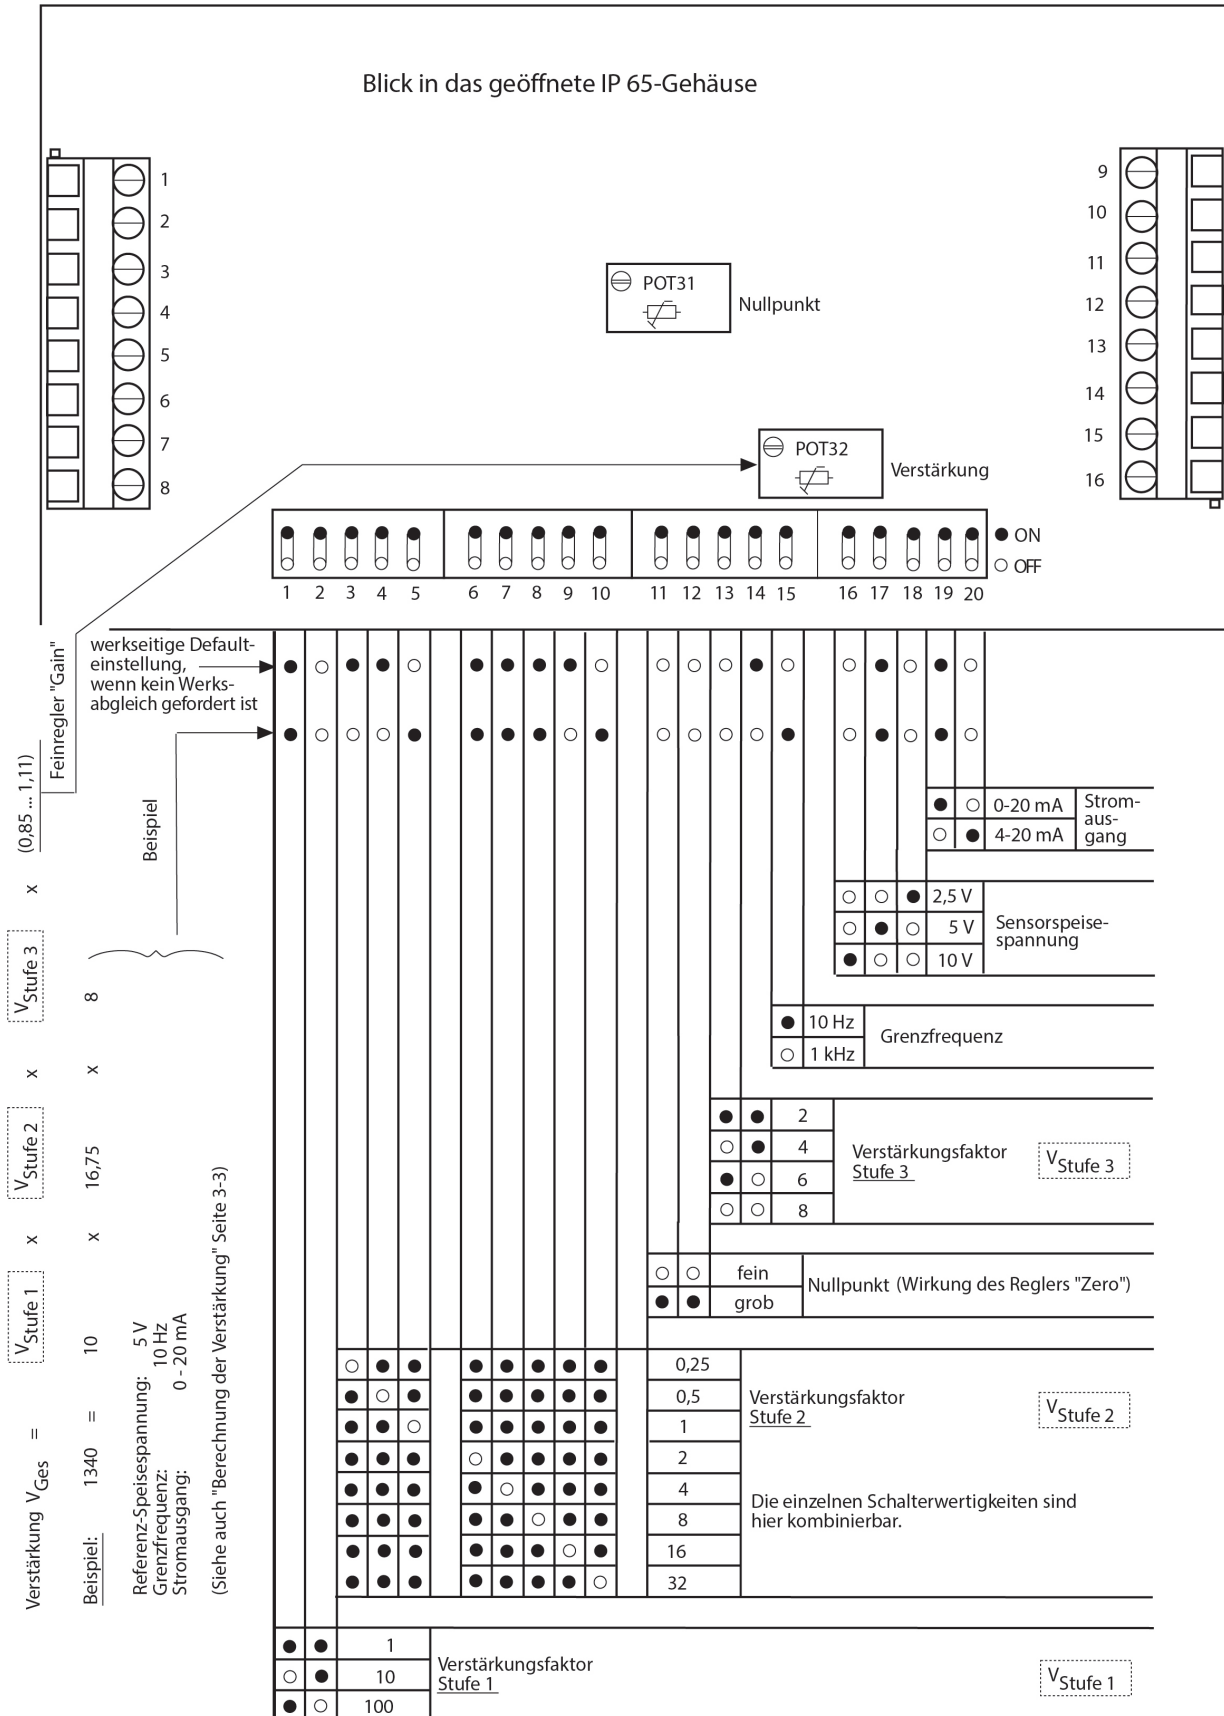 Blick in das geöffnete IP 65-Gehäuse
1
2
3
4
5
6
7
8
9
10
11
12
13
14
15
16
POT31
Nullpunkt
POT32
Verstärkung
ON
OFF
1 2 3 4 5 6 7 8 9 10 11 12 13 14 15 16 17 18 19 20
werkseitige Default-
einstellung,
wenn kein Werks-
abgleich gefordert ist
Feinregler "Gain"
Beispiel
0-20 mA
4-20 mA
Strom-
aus-
gang
2,5 V
5 V
10 V
Sensorspeise-
spannung
10 Hz
1 kHz
Grenzfrequenz
2
4
6
8
Verstärkungsfaktor
Stufe 3
VStufe 3
fein
grob
Nullpunkt (Wirkung des Reglers "Zero")
0,25
0,5
1
2
4
8
16
32
Verstärkungsfaktor
Stufe 2
VStufe 2
Die einzelnen Schalterwertigkeiten sind
hier kombinierbar.
1
10
100
Verstärkungsfaktor
Stufe 1
VStufe 1
Verstärkung VGes = VStufe 1 x VStufe 2 x VStufe 3 x (0,85 ... 1,11)
Beispiel: 1340 = 10 x 16,75 x 8
Referenz-Speisespannung: 5 V
Grenzfrequenz: 10 Hz
Stromausgang: 0 - 20 mA
(Siehe auch "Berechnung der Verstärkung" Seite 3-3)